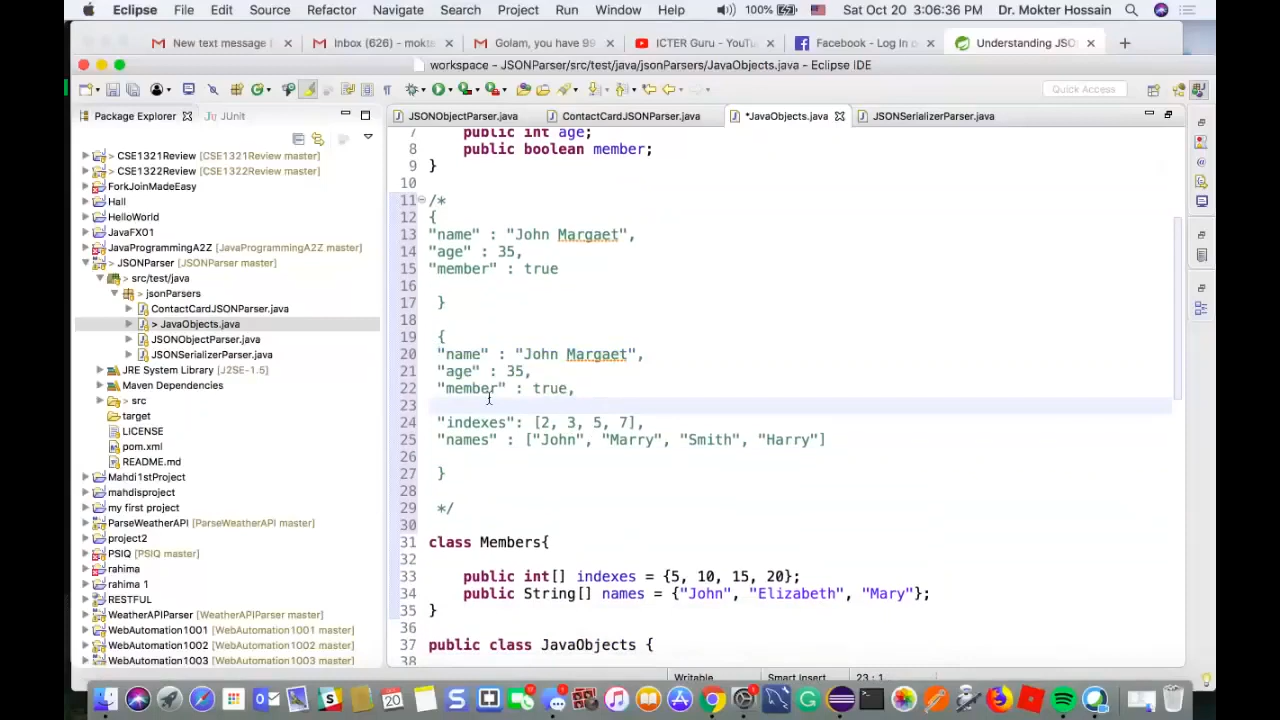 Eclipse File Edit Source Refactor Navigate Search Project Run Window Help 100% Sat Oct 20 3:06:36 PM Dr. Mokter Hossain
New text message Inbox (626) - mokt Golam, you have 99 ICTER Guru - YouTu Facebook - Log In o Understanding JSO
workspace - JSONParser/src/test/java/jsonParsers/JavaObjects.java - Eclipse IDE
Quick Access
Package Explorer JUnit
JSONObjectParser.java ContactCardJSONParser.java *JavaObjects.java JSONSerializerParser.java
> CSE1321Review [CSE1321Review master]
> CSE1322Review [CSE1322Review master]
ForkJoinMadeEasy
Hall
HelloWorld
JavaFX01
JavaProgrammingA2Z [JavaProgrammingA2Z master]
> JSONParser [JSONParser master]
> src/test/java
> jsonParsers
ContactCardJSONParser.java
> JavaObjects.java
JSONObjectParser.java
JSONSerializerParser.java
JRE System Library [J2SE-1.5]
Maven Dependencies
> src
target
LICENSE
pom.xml
README.md
Mahdi1stProject
mahdisproject
my first project
ParseWeatherAPI [ParseWeatherAPI master]
project2
PSIQ [PSIQ master]
rahima
rahima 1
RESTFUL
WeatherAPIParser [WeatherAPIParser master]
WebAutomation1001 [WebAutomation1001 master]
WebAutomation1002 [WebAutomation1002 master]
WebAutomation1003 [WebAutomation1003 master]
7 public int age;
8 public boolean member;
9 }
10
11 /*
12 {
13 "name" : "John Margaet",
14 "age" : 35,
15 "member" : true
16
17 }
18
19 {
20 "name" : "John Margaet",
21 "age" : 35,
22 "member" : true,
23
24 "indexes": [2, 3, 5, 7],
25 "names" : ["John", "Marry", "Smith", "Harry"]
26
27 }
28
29 */
30
31 class Members{
32
33 public int[] indexes = {5, 10, 15, 20};
34 public String[] names = {"John", "Elizabeth", "Mary"};
35 }
36
37 public class JavaObjects {
38
Writable Smart Insert 23 : 1